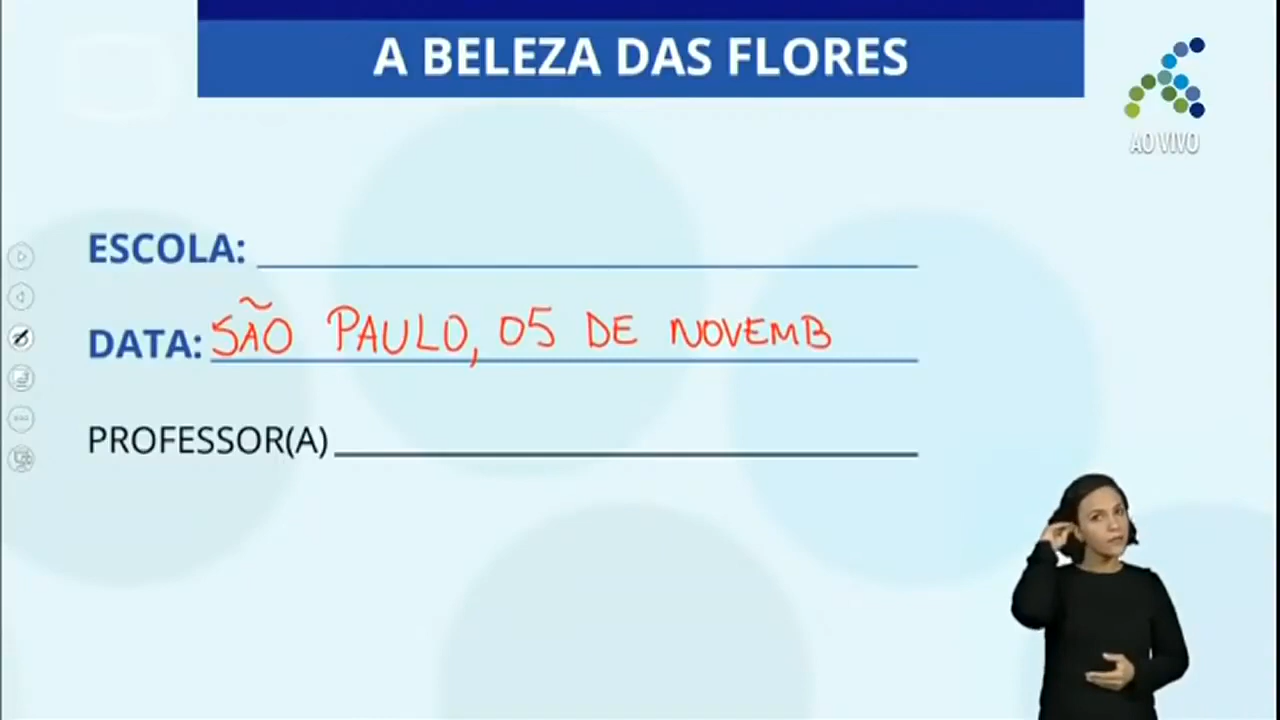 A BELEZA DAS FLORES
AO VIVO
ESCOLA:
DATA: SÃO PAULO, 05 DE NOVEMB
PROFESSOR(A)